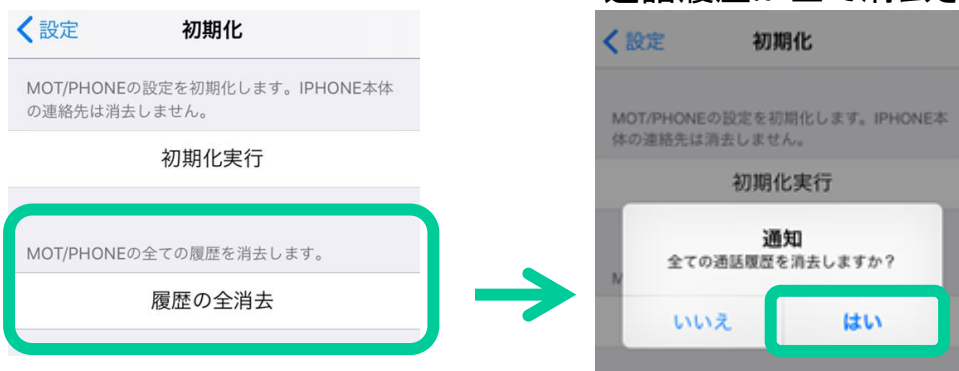 設定
初期化
MOT/PHONEの設定を初期化します。IPHONE本体
の連絡先は消去しません。
初期化実行
MOT/PHONEの全ての履歴を消去します。
履歴の全消去
設定
初期化
MOT/PHONEの設定を初期化します。IPHONE本
体の連絡先は消去しません。
初期化実行
通知
全ての通話履歴を消去しますか？
M
いいえ
はい